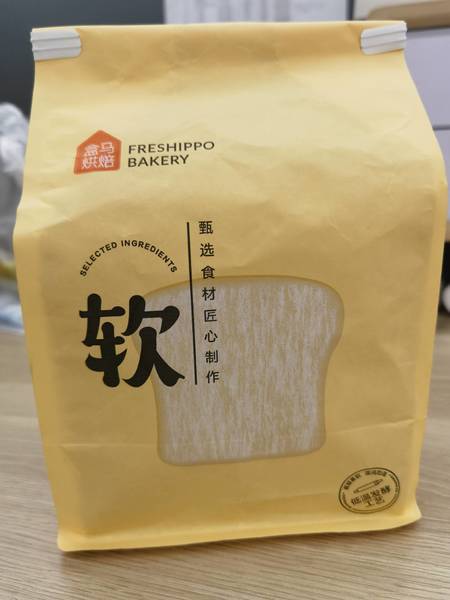 盒马
烘焙
FRESHIPPO
BAKERY
SELECTED INGREDIENTS
甄选食材匠心制作
软
低温发酵
工艺